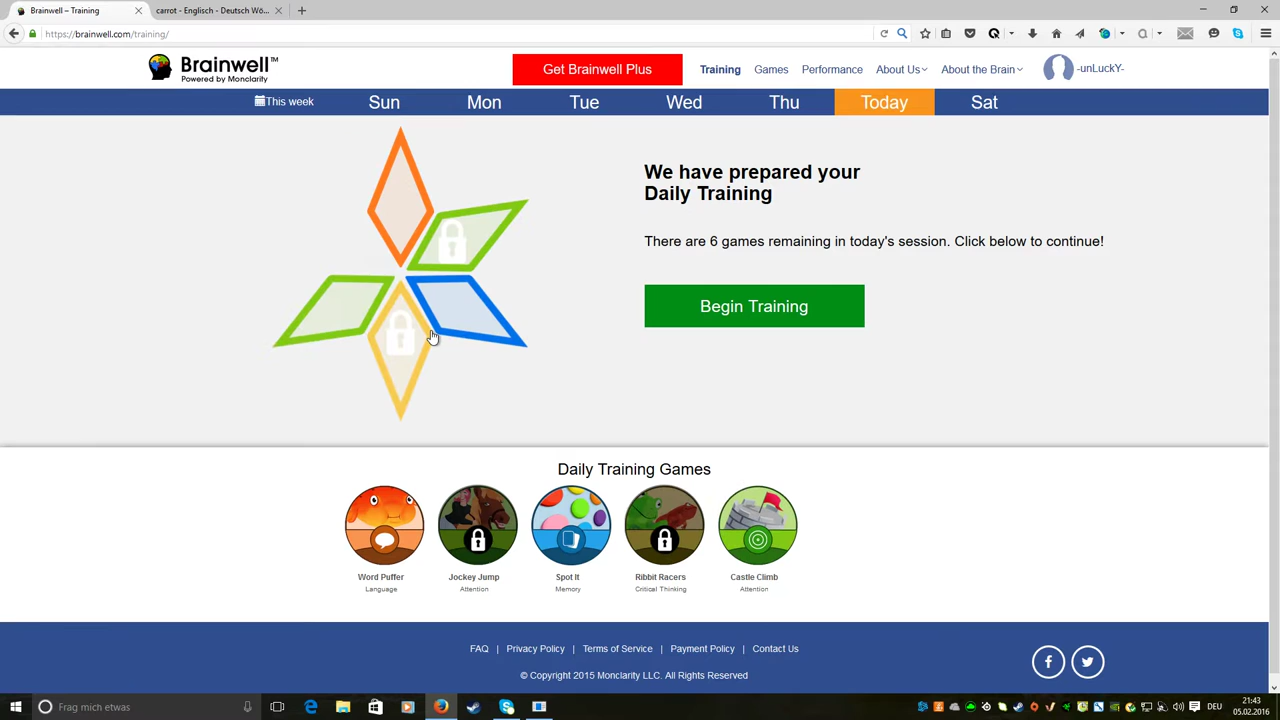 Brainwell – Training
carrot - Englisch - Deutsch Wö...
https://brainwell.com/training/
Brainwell™
Powered by Monclarity
Get Brainwell Plus
Training
Games
Performance
About Us
About the Brain
-unLuckY-
This week
Sun
Mon
Tue
Wed
Thu
Today
Sat
We have prepared your
Daily Training
There are 6 games remaining in today's session. Click below to continue!
Begin Training
Daily Training Games
Word Puffer
Language
Jockey Jump
Attention
Spot It
Memory
Ribbit Racers
Critical Thinking
Castle Climb
Attention
FAQ | Privacy Policy | Terms of Service | Payment Policy | Contact Us
© Copyright 2015 Monclarity LLC. All Rights Reserved
Frag mich etwas
DEU
21:43
05.02.2016